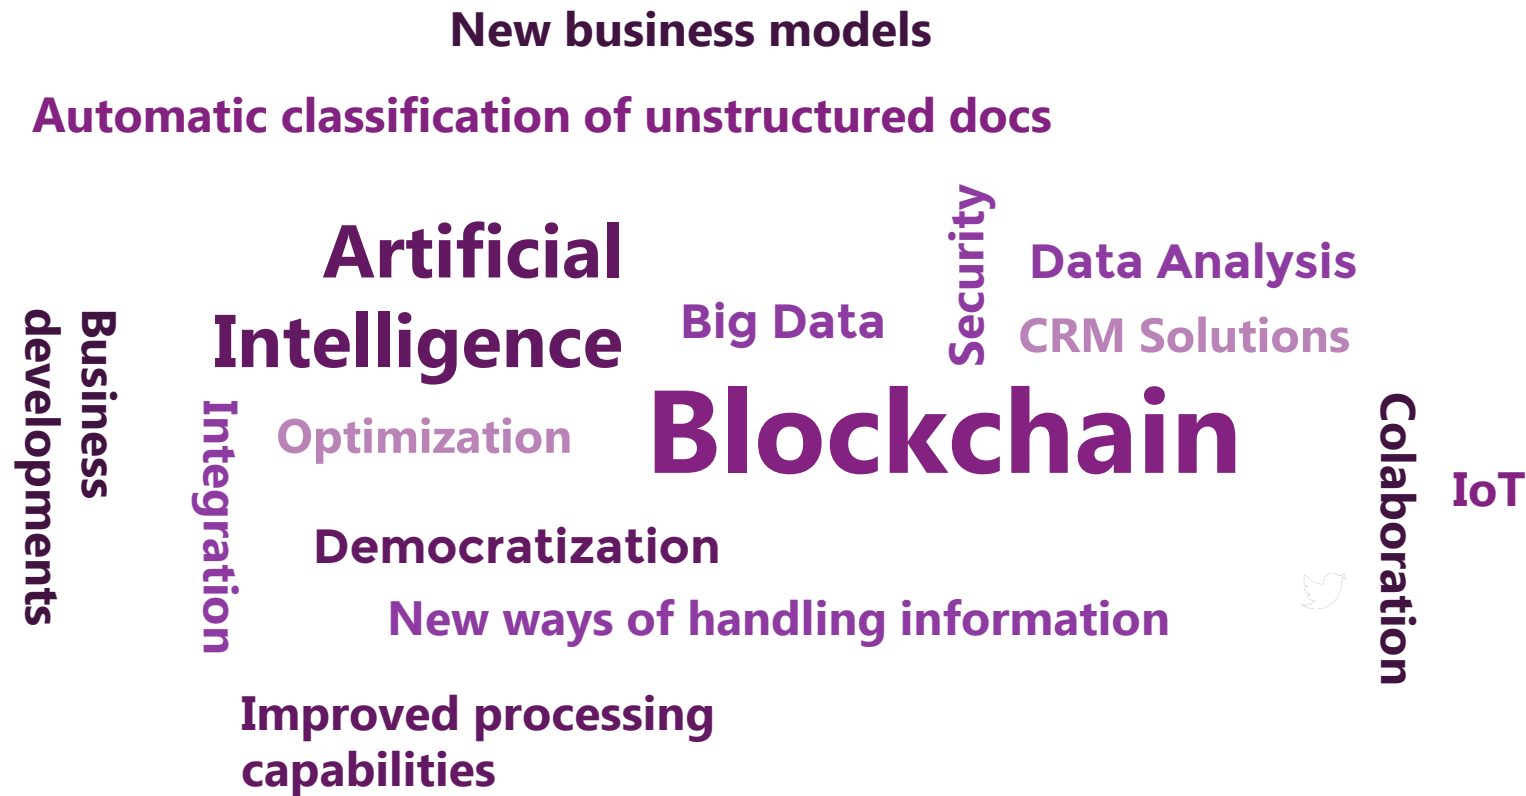 New business models
Automatic classification of unstructured docs
Artificial
Intelligence
Big Data
Security
Data Analysis
CRM Solutions
Business
developments
Integration
Optimization
Blockchain
Colaboration
IoT
Democratization
New ways of handling information
Improved processing
capabilities